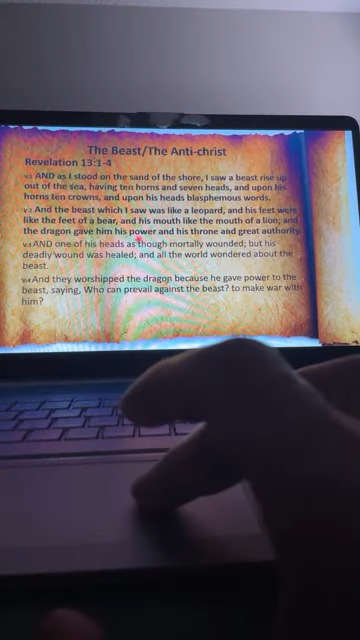 The Beast/The Anti-christ
Revelation 13:1-4
V.1 AND as I stood on the sand of the shore, I saw a beast rise up
out of the sea, having ten horns and seven heads, and upon his
horns ten crowns, and upon his heads blasphemous words.
V.2 And the beast which I saw was like a leopard, and his feet were
like the feet of a bear, and his mouth like the mouth of a lion; and
the dragon gave him his power and his throne and great authority
V.3 AND one of his heads as though mortally wounded; but his
deadly wound was healed; and all the world wondered about the
beast.
V.4 And they worshipped the dragon because he gave power to the
beast, saying, Who can prevail against the beast? to make war with
him?